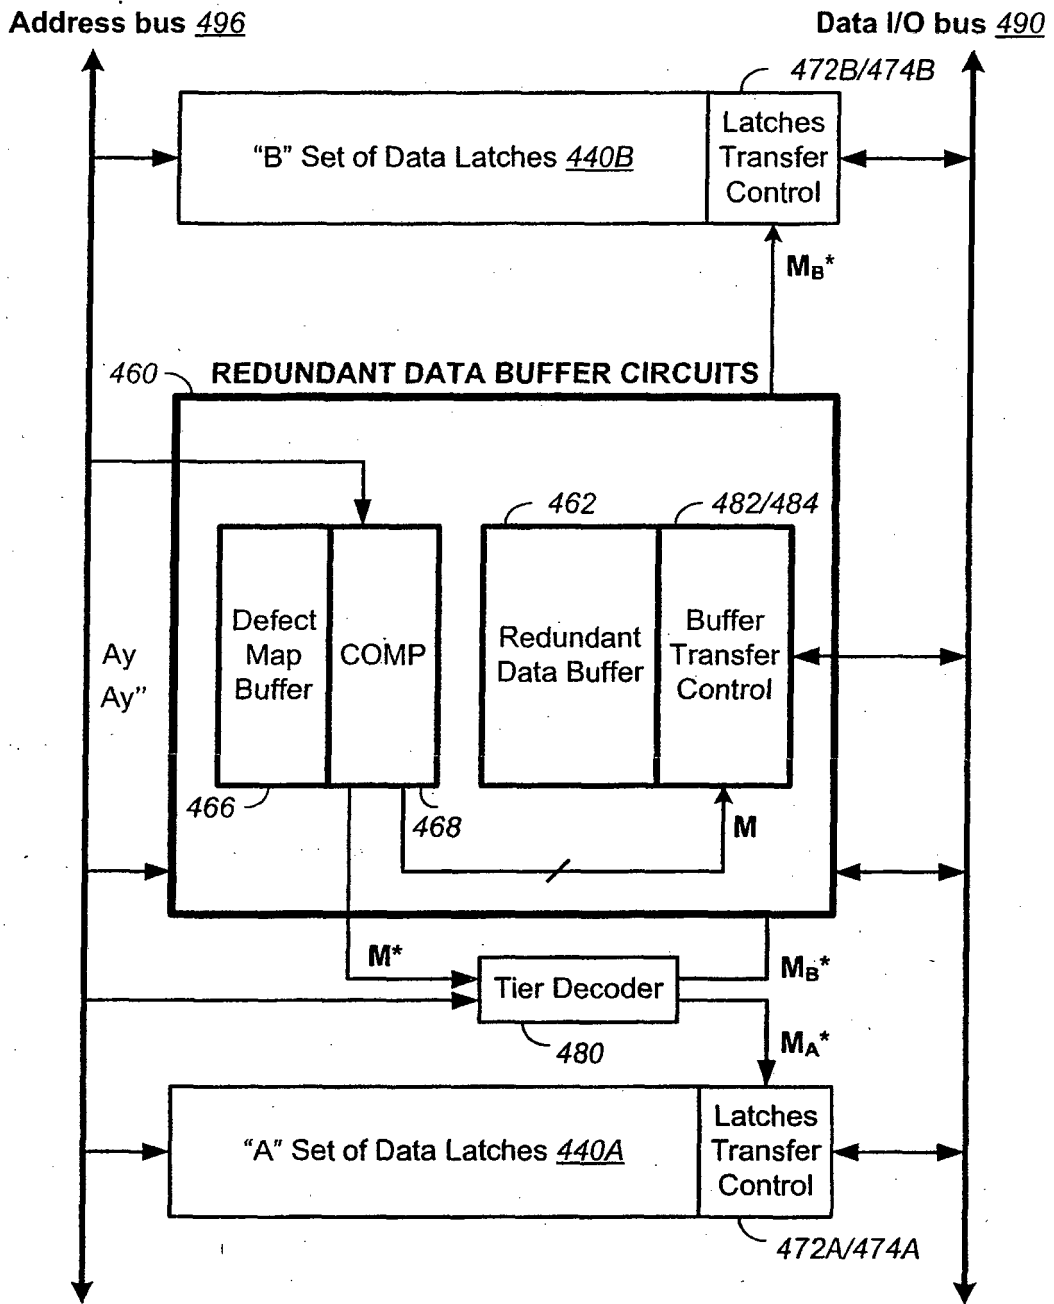 Address bus 496
Data I/O bus 490
472B/474B
"B" Set of Data Latches 440B
Latches
Transfer
Control
MB*
460
REDUNDANT DATA BUFFER CIRCUITS
462
482/484
Defect
Map
Buffer
COMP
Redundant
Data Buffer
Buffer
Transfer
Control
Ay
Ay"
466
468
M
M*
Tier Decoder
MB*
480
MA*
"A" Set of Data Latches 440A
Latches
Transfer
Control
472A/474A